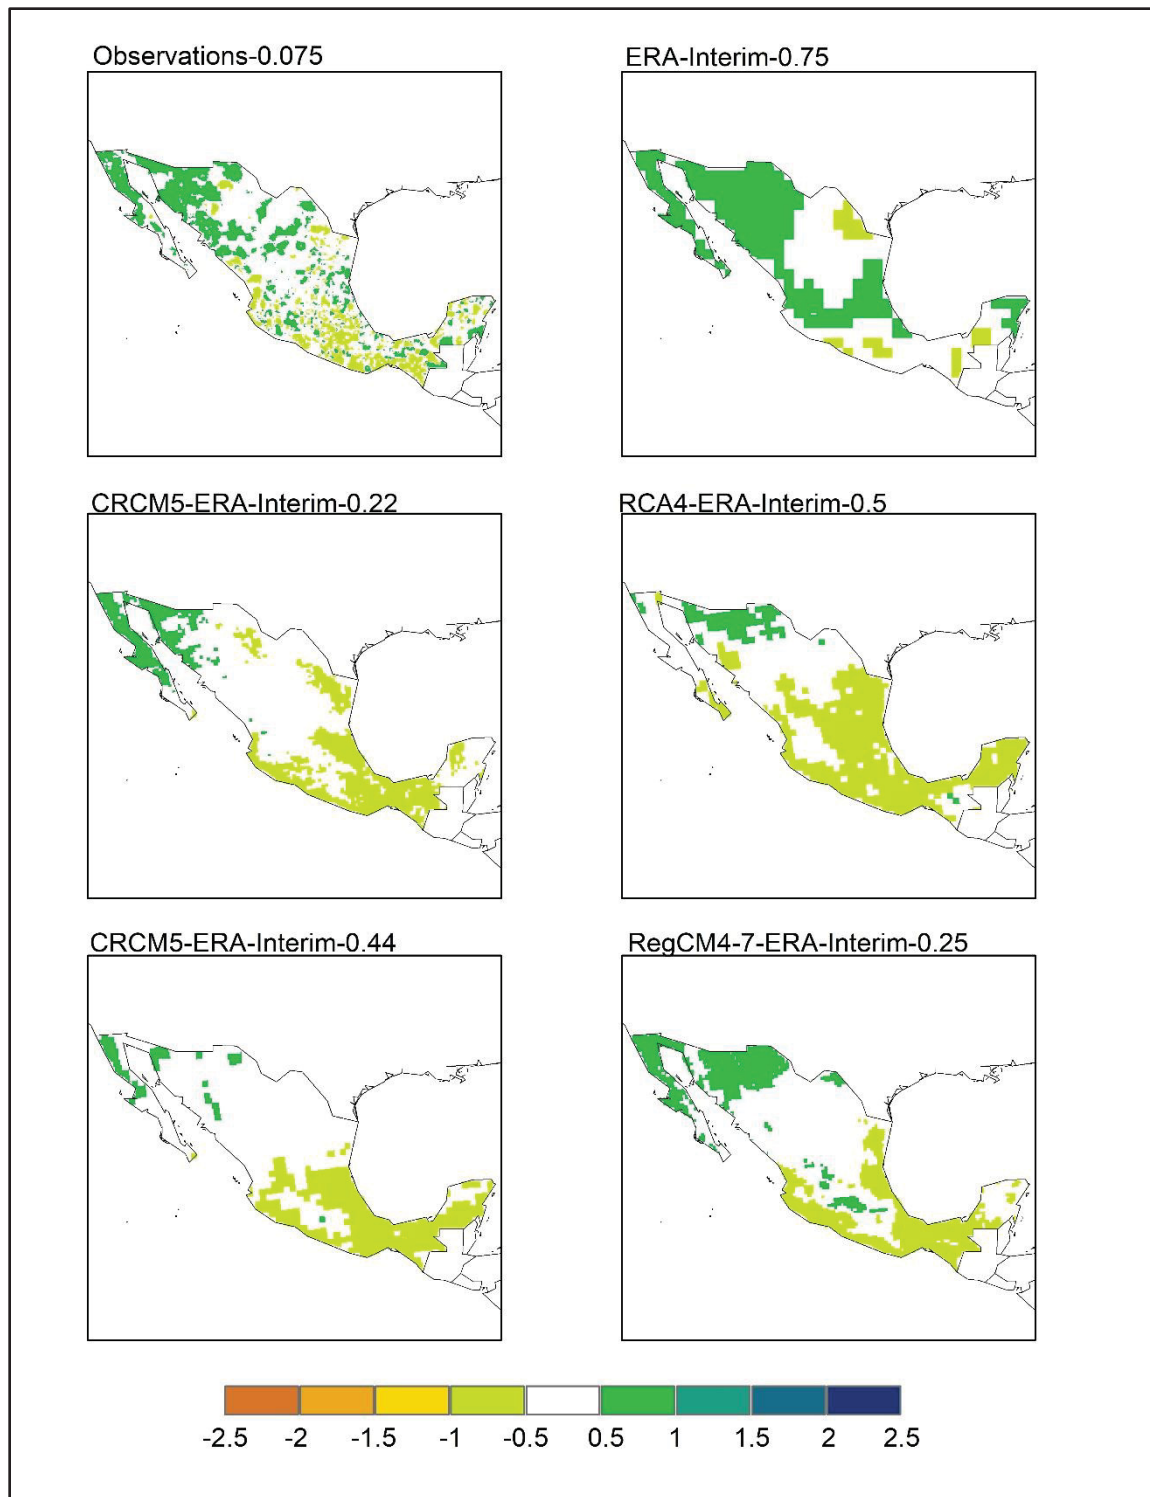 Observations-0.075
ERA-Interim-0.75
CRCM5-ERA-Interim-0.22
RCA4-ERA-Interim-0.5
CRCM5-ERA-Interim-0.44
RegCM4-7-ERA-Interim-0.25
-2.5 -2 -1.5 -1 -0.5 0.5 1 1.5 2 2.5